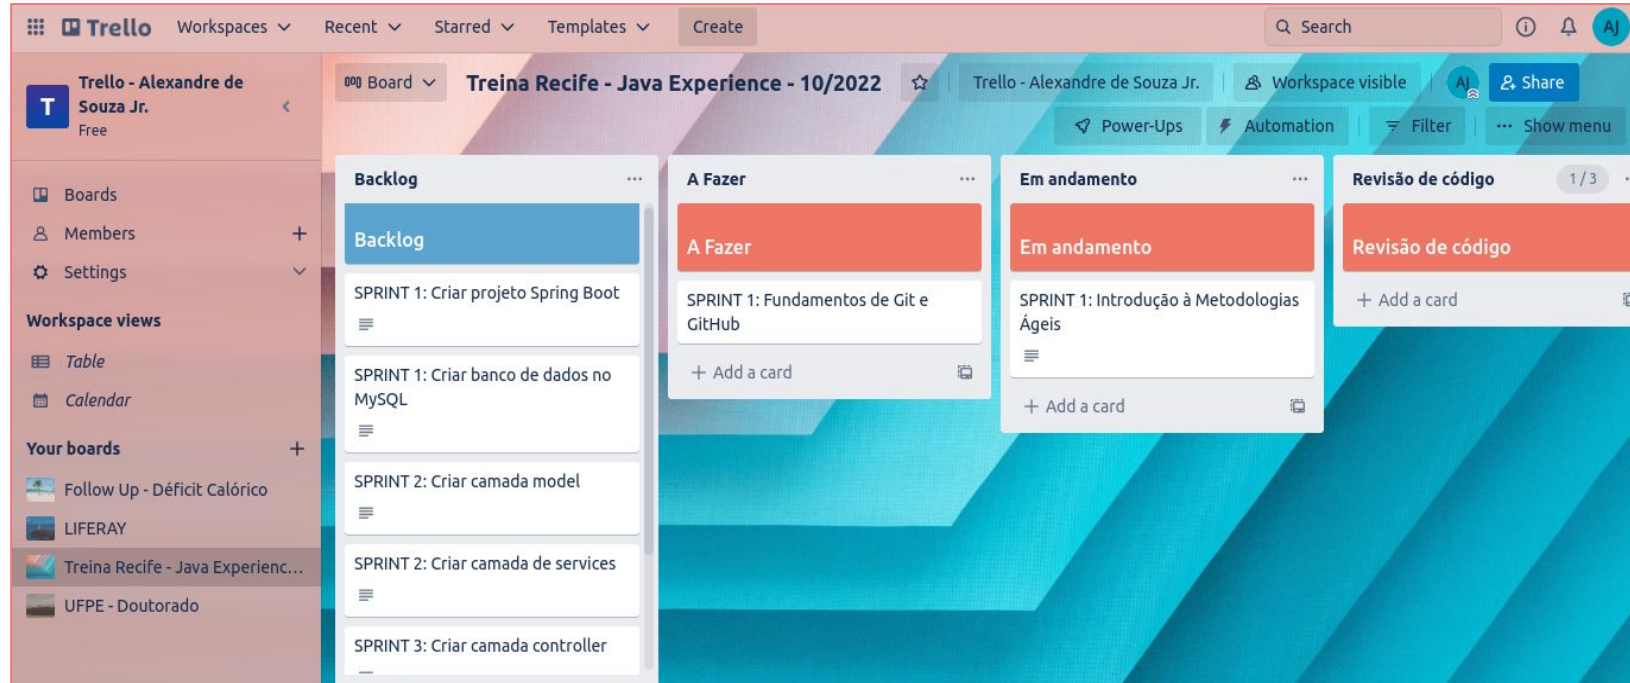 Trello
Workspaces
Recent
Starred
Templates
Create
Search
AJ
T
Trello - Alexandre de
Souza Jr.
Free
Boards
Members
Settings
Workspace views
Table
Calendar
Your boards
Follow Up - Déficit Calórico
LIFERAY
Treina Recife - Java Experienc...
UFPE - Doutorado
Board
Treina Recife - Java Experience - 10/2022
Trello - Alexandre de Souza Jr.
Workspace visible
AJ
Share
Power-Ups
Automation
Filter
Show menu
Backlog
Backlog
SPRINT 1: Criar projeto Spring Boot
SPRINT 1: Criar banco de dados no
MySQL
SPRINT 2: Criar camada model
SPRINT 2: Criar camada de services
SPRINT 3: Criar camada controller
A Fazer
A Fazer
SPRINT 1: Fundamentos de Git e
GitHub
+ Add a card
Em andamento
Em andamento
SPRINT 1: Introdução à Metodologias
Ágeis
+ Add a card
Revisão de código
1 / 3
Revisão de código
+ Add a card